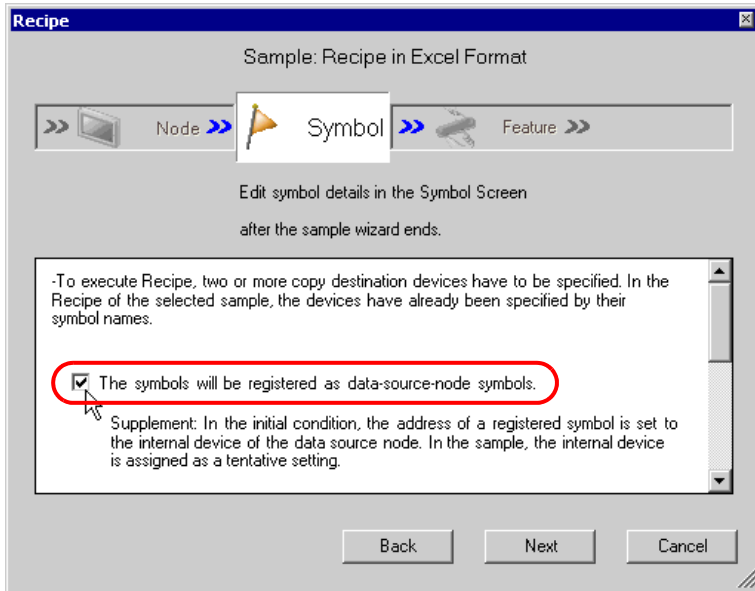 Recipe
Sample: Recipe in Excel Format
Node
Symbol
Feature
Edit symbol details in the Symbol Screen
after the sample wizard ends.
-To execute Recipe, two or more copy destination devices have to be specified. In the
Recipe of the selected sample, the devices have already been specified by their
symbol names.
The symbols will be registered as data-source-node symbols.
Supplement: In the initial condition, the address of a registered symbol is set to
the internal device of the data source node. In the sample, the internal device
is assigned as a tentative setting.
Back
Next
Cancel